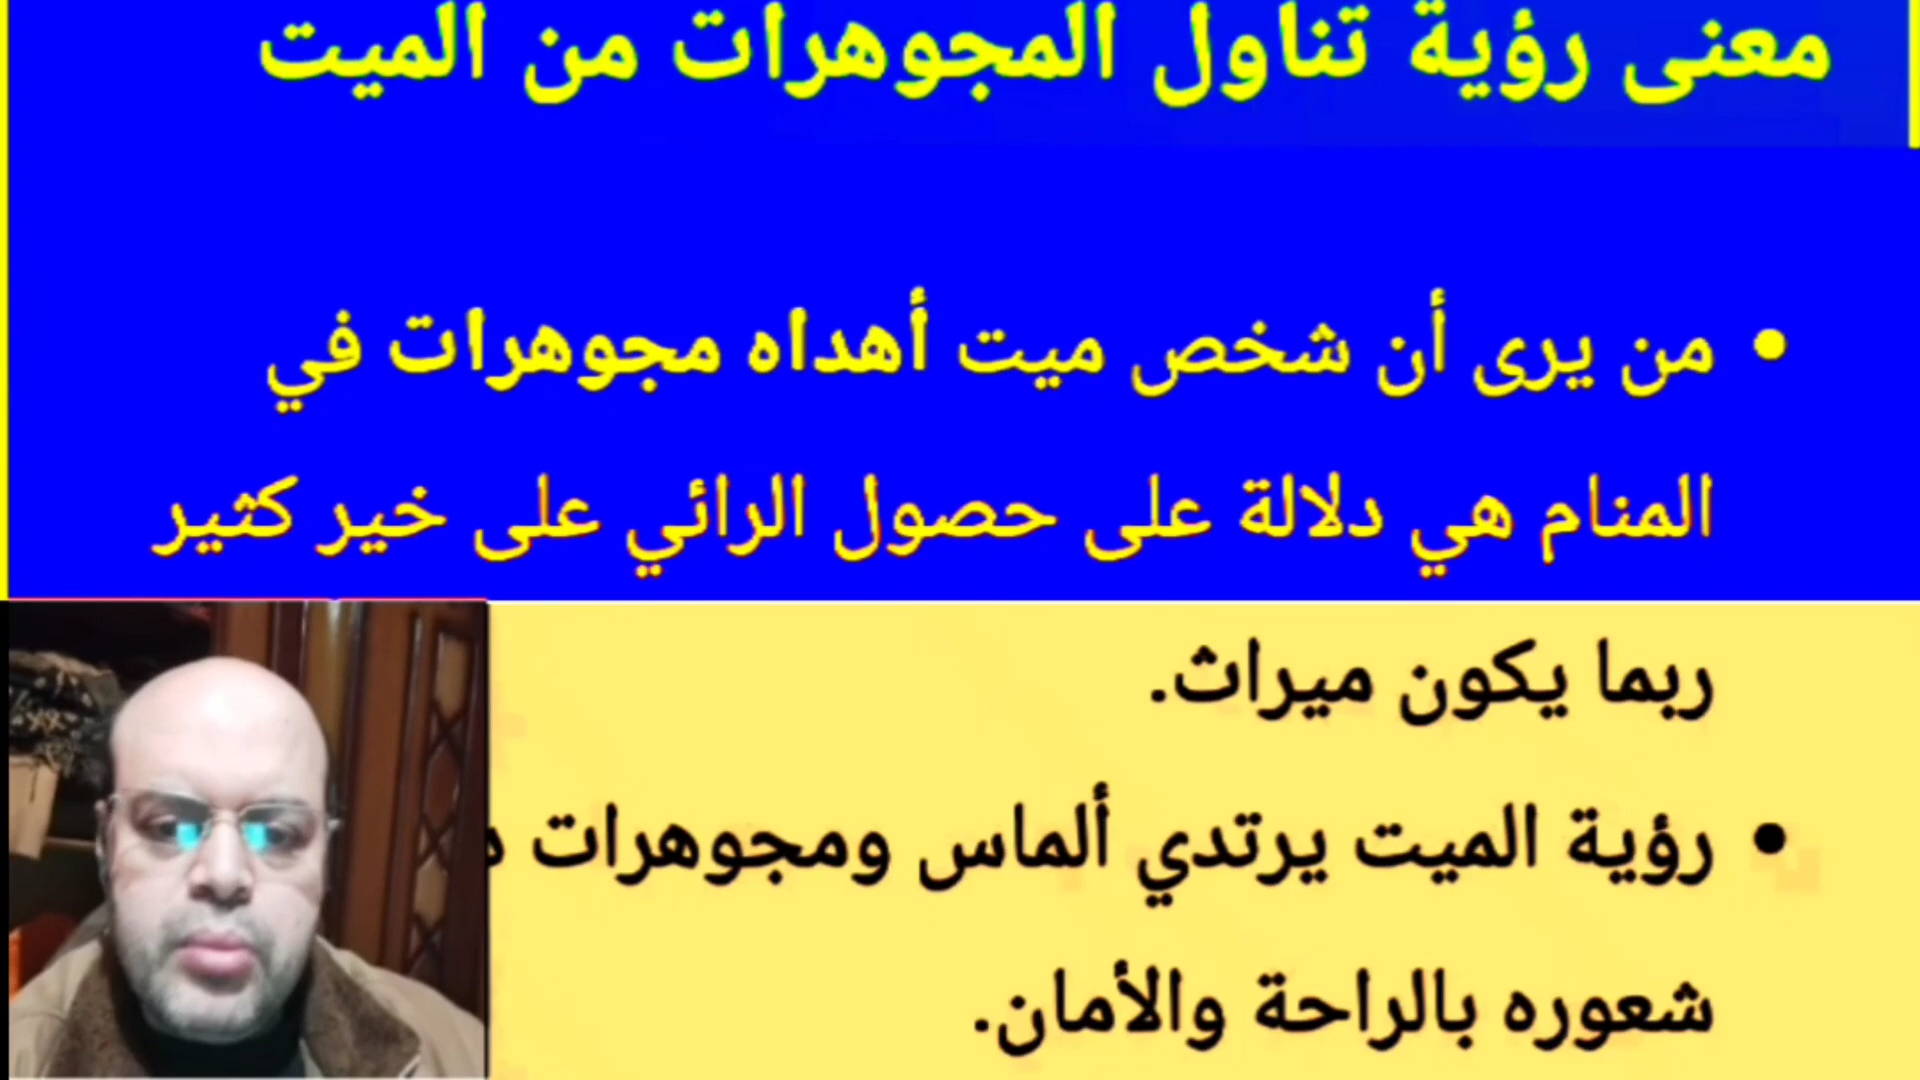 معنى رؤية تناول المجوهرات من الميت
• من يرى أن شخص ميت أهداه مجوهرات في
المنام هي دلالة على حصول الرائي على خير كثير
ربما يكون ميراث.
• رؤية الميت يرتدي ألماس ومجوهرات
شعوره بالراحة والأمان.